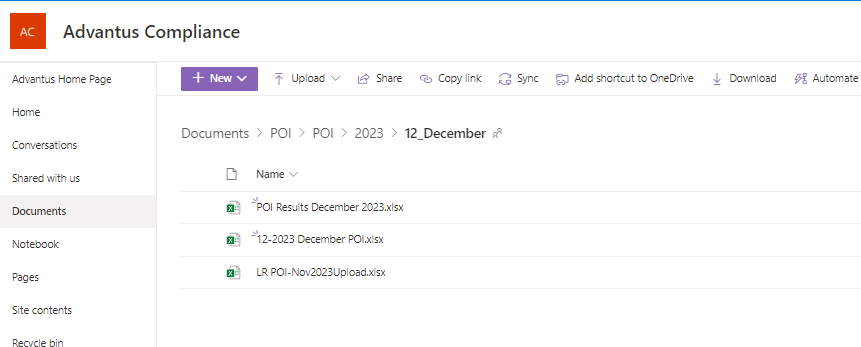 AC Advantus Compliance
Advantus Home Page
Home
Conversations
Shared with us
Documents
Notebook
Pages
Site contents
Recycle bin
+ New Upload Share Copy link Sync Add shortcut to OneDrive Download Automate
Documents > POI > POI > 2023 > 12_December
Name
POI Results December 2023.xlsx
12-2023 December POI.xlsx
LR POI-Nov2023Upload.xlsx